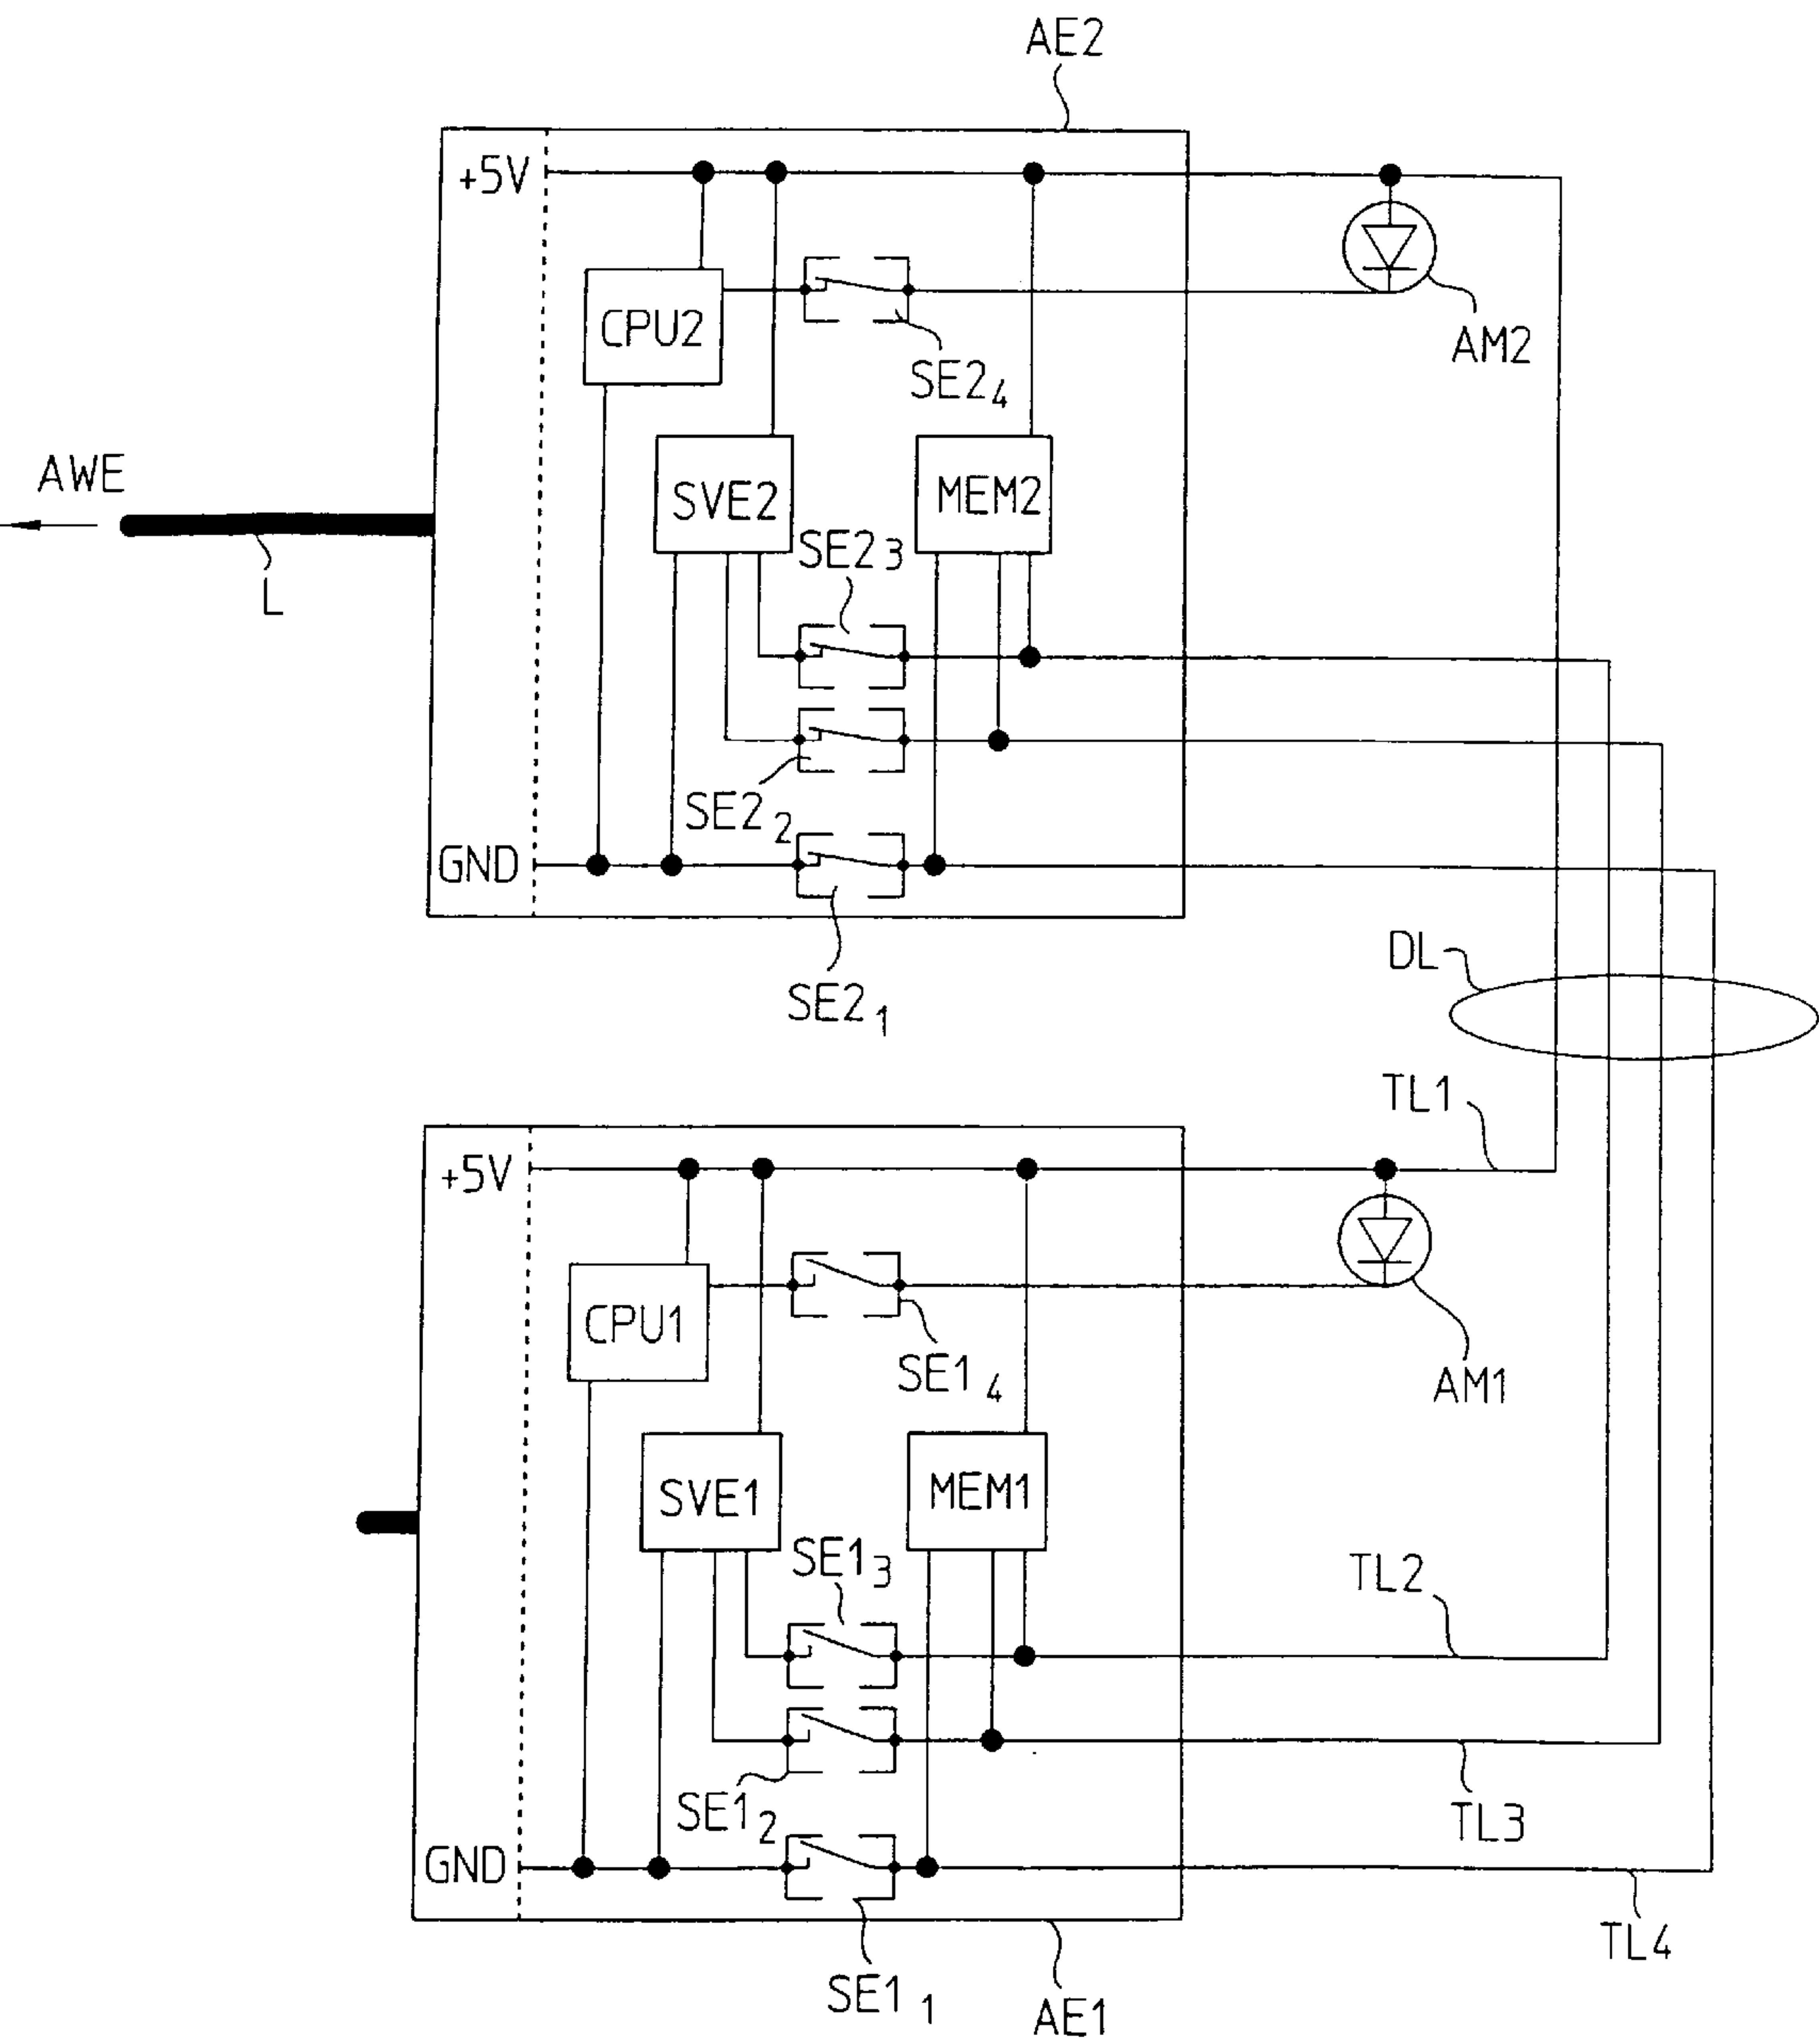 AE2
+5V
CPU2
SE2₄
AM2
AWE
SVE2
MEM2
SE2₃
L
SE2₂
GND
SE2₁
DL
TL1
+5V
CPU1
SE1₄
AM1
SVE1
MEM1
SE1₃
TL2
SE1₂
TL3
GND
TL4
SE1₁
AE1